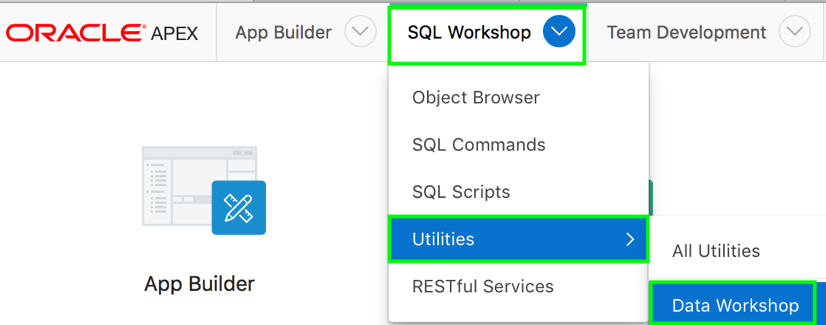 ORACLE APEX App Builder SQL Workshop Team Development
Object Browser
SQL Commands
SQL Scripts
Utilities
All Utilities
RESTful Services
Data Workshop
App Builder